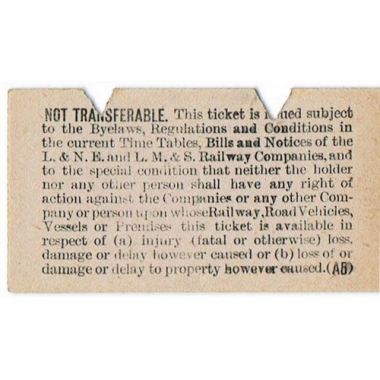 NOT TRANSFERABLE. This ticket is issued subject
to the Byelaws, Regulations and Conditions in
the current Time Tables, Bills and Notices of the
L. & N. E. and L. M. & S. Railway Companies, and
to the special condition that neither the holder
nor any other person shall have any right of
action against the Companies or any other Com-
pany or person upon whose Railway, Road Vehicles,
Vessels or Premises this ticket is available in
respect of (a) injury (fatal or otherwise) loss,
damage or delay however caused or (b) loss of or
damage or delay to property however caused. (A5)